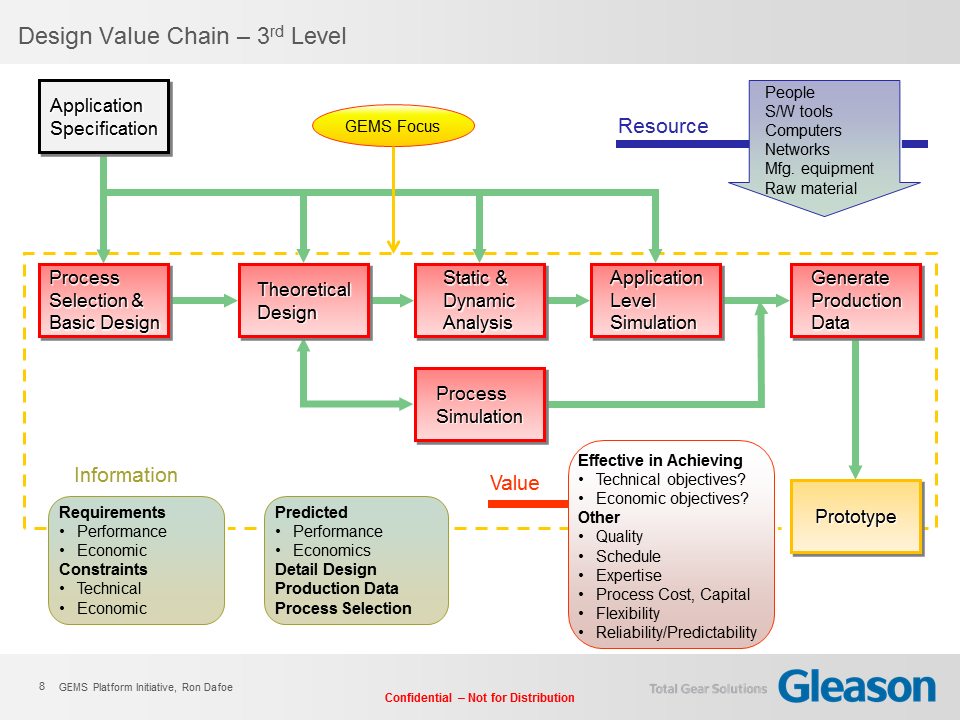 Design Value Chain – 3rd Level
Application
Specification
GEMS Focus
Resource
People
S/W tools
Computers
Networks
Mfg. equipment
Raw material
Process
Selection &
Basic Design
Theoretical
Design
Static &
Dynamic
Analysis
Application
Level
Simulation
Generate
Production
Data
Process
Simulation
Information
Requirements
• Performance
• Economic
Constraints
• Technical
• Economic
Predicted
• Performance
• Economics
Detail Design
Production Data
Process Selection
Value
Effective in Achieving
• Technical objectives?
• Economic objectives?
Other
• Quality
• Schedule
• Expertise
• Process Cost, Capital
• Flexibility
• Reliability/Predictability
Prototype
8 GEMS Platform Initiative, Ron Dafoe
Confidential – Not for Distribution
Total Gear Solutions Gleason